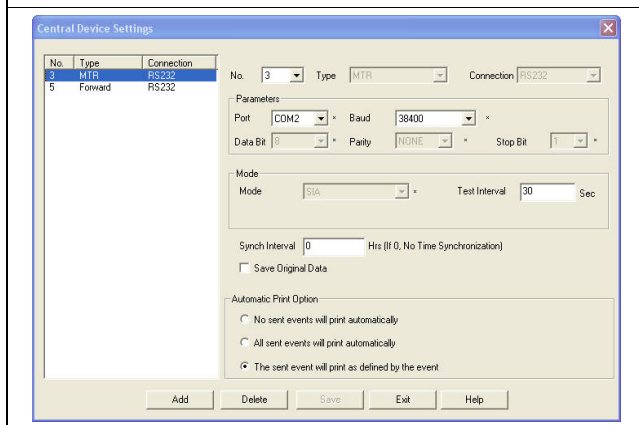 Central Device Settings
No. Type Connection
3 MTR RS232
5 Forward RS232
No. 3 Type MTR Connection RS232
Parameters
Port COM2 * Baud 38400 *
Data Bit 8 * Parity NONE * Stop Bit 1 *
Mode
Mode SIA * Test Interval 30 Sec
Synch Interval 0 Hrs (If 0, No Time Synchronization)
Save Original Data
Automatic Print Option
No sent events will print automatically
All sent events will print automatically
The sent event will print as defined by the event
Add Delete Save Exit Help